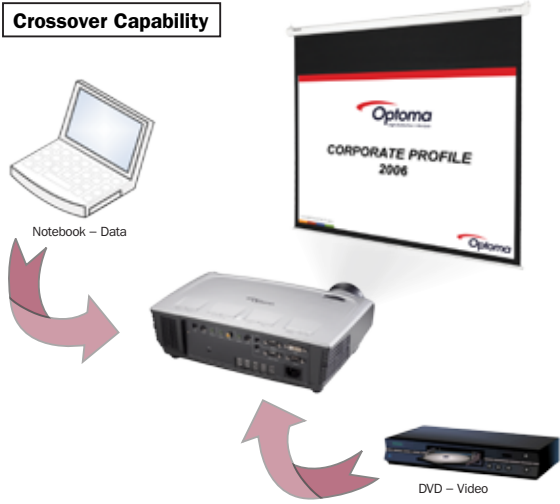 Crossover Capability
Optoma
CORPORATE PROFILE
2006
Optoma
Notebook – Data
DVD – Video